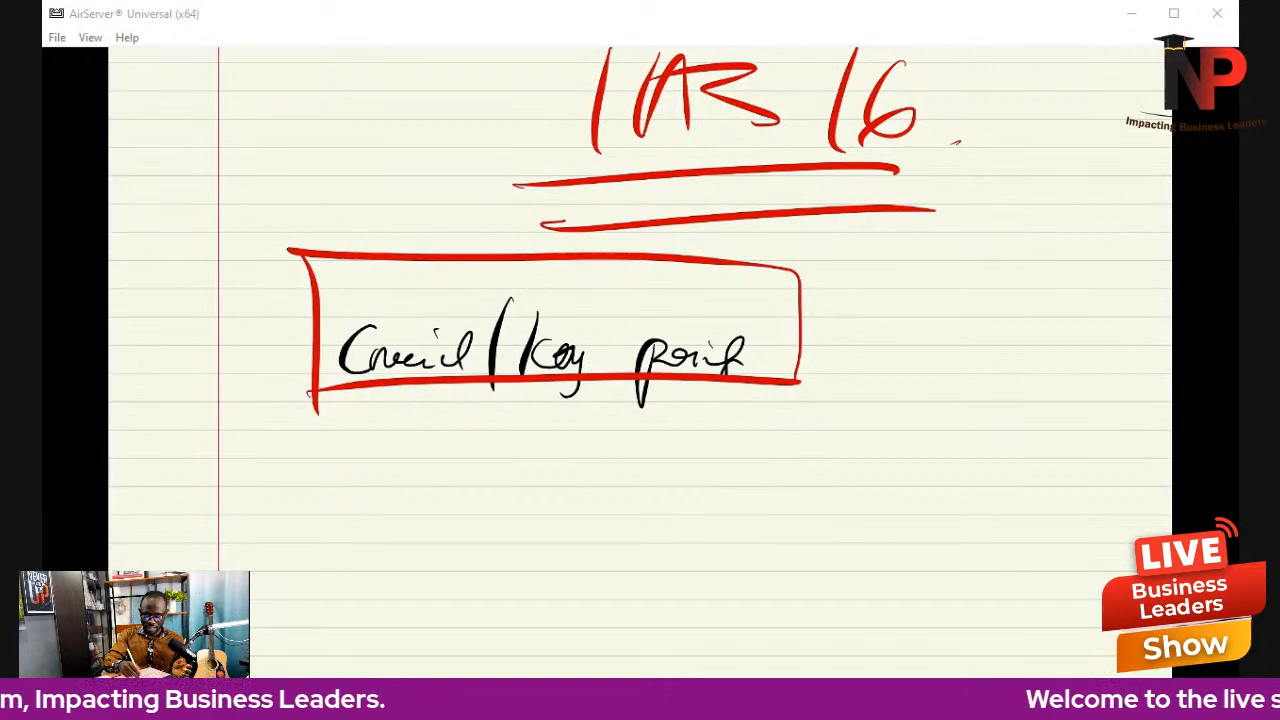 AirServer® Universal (x64)
File View Help
IAS 16
NP
Impacting Business Leaders
Crucial/key point
LIVE
Business
Leaders
Show
m, Impacting Business Leaders.
Welcome to the live s